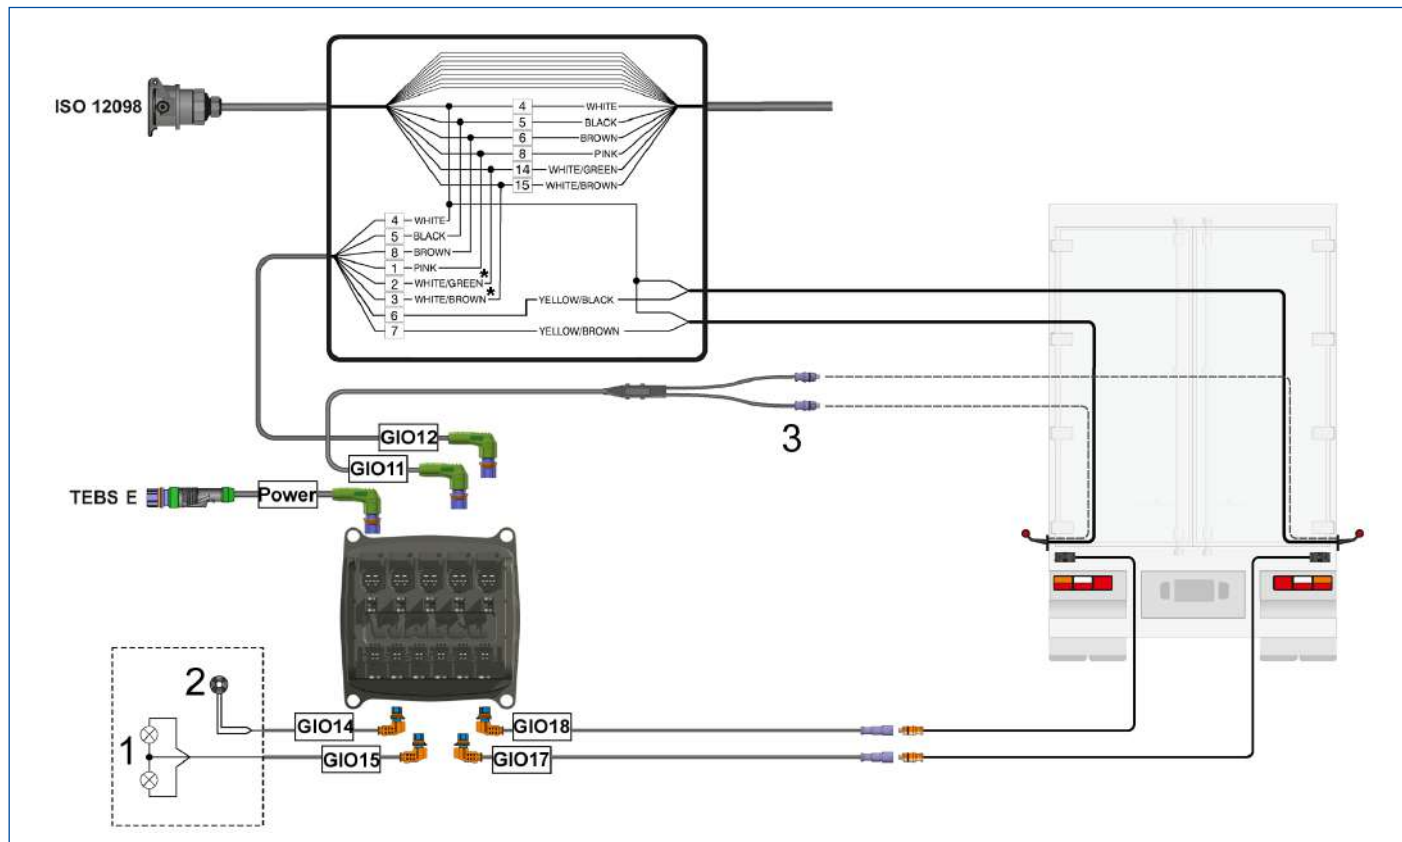 ISO 12098
4 WHITE
5 BLACK
6 BROWN
8 PINK
14 WHITE/GREEN
15 WHITE/BROWN
4 WHITE
5 BLACK
8 BROWN
1 PINK
2 WHITE/GREEN *
3 WHITE/BROWN *
6 YELLOW/BLACK
7 YELLOW/BROWN
3
GIO12
GIO11
TEBS E
Power
2
1
GIO14
GIO18
GIO15
GIO17